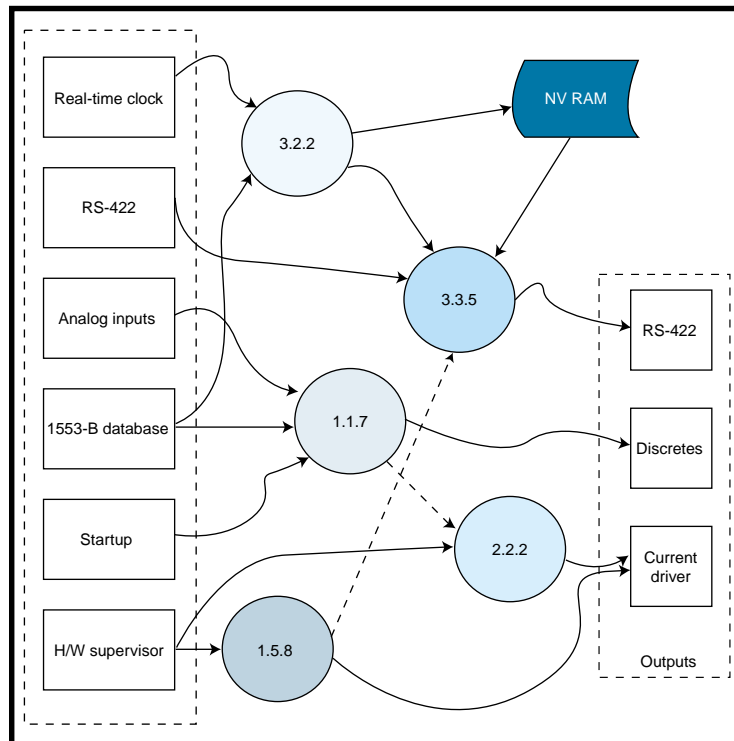 Real-time clock
RS-422
Analog inputs
1553-B database
Startup
H/W supervisor
3.2.2
NV RAM
3.3.5
1.1.7
2.2.2
1.5.8
RS-422
Discretes
Current
driver
Outputs